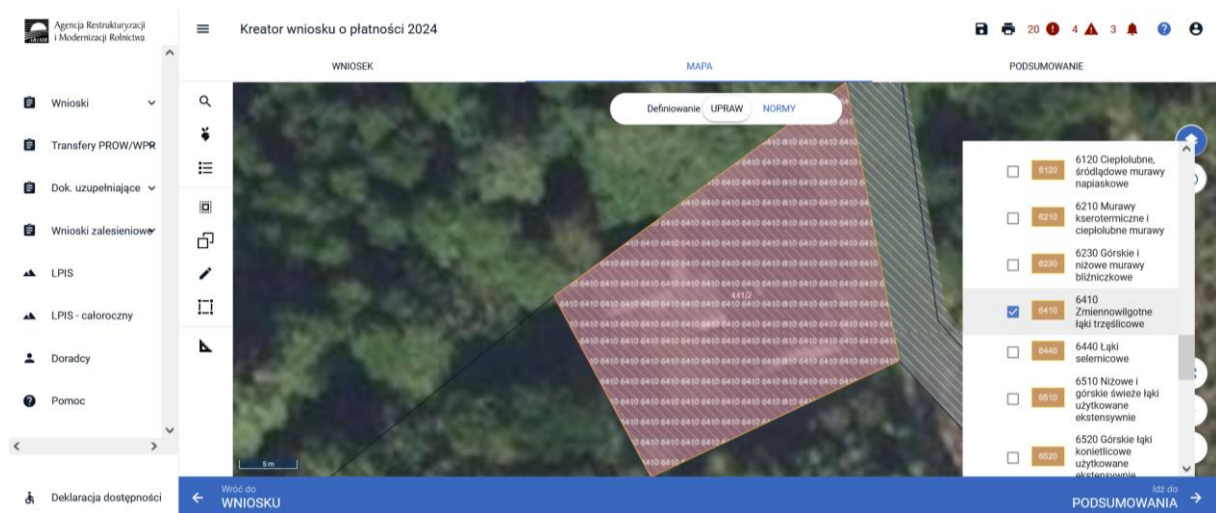 Agencja Restrukturyzacji
i Modernizacji Rolnictwa
Kreator wniosku o płatności 2024
20
4
3
WNIOSEK
MAPA
PODSUMOWANIE
Wnioski
Transfery PROW/WPR
Dok. uzupełniające
Wnioski zalesieniowe
LPIS
LPIS - całoroczny
Doradcy
Pomoc
Deklaracja dostępności
Definiowanie UPRAW NORMY
441/2
5 m
6120
6120 Ciepłolubne,
śródlądowe murawy
napiaskowe
6210
6210 Murawy
kserotermiczne i
ciepłolubne murawy
6230
6230 Górskie i
niżowe murawy
bliźniczkowe
6410
6410
Zmiennowilgotne
łąki trzęślicowe
6440
6440 Łąki
selernicowe
6510
6510 Niżowe i
górskie świeże łąki
użytkowane
ekstensywnie
6520
6520 Górskie łąki
konietlicowe
użytkowane
ekstensywnie
Wróć do
WNIOSKU
Idź do
PODSUMOWANIA